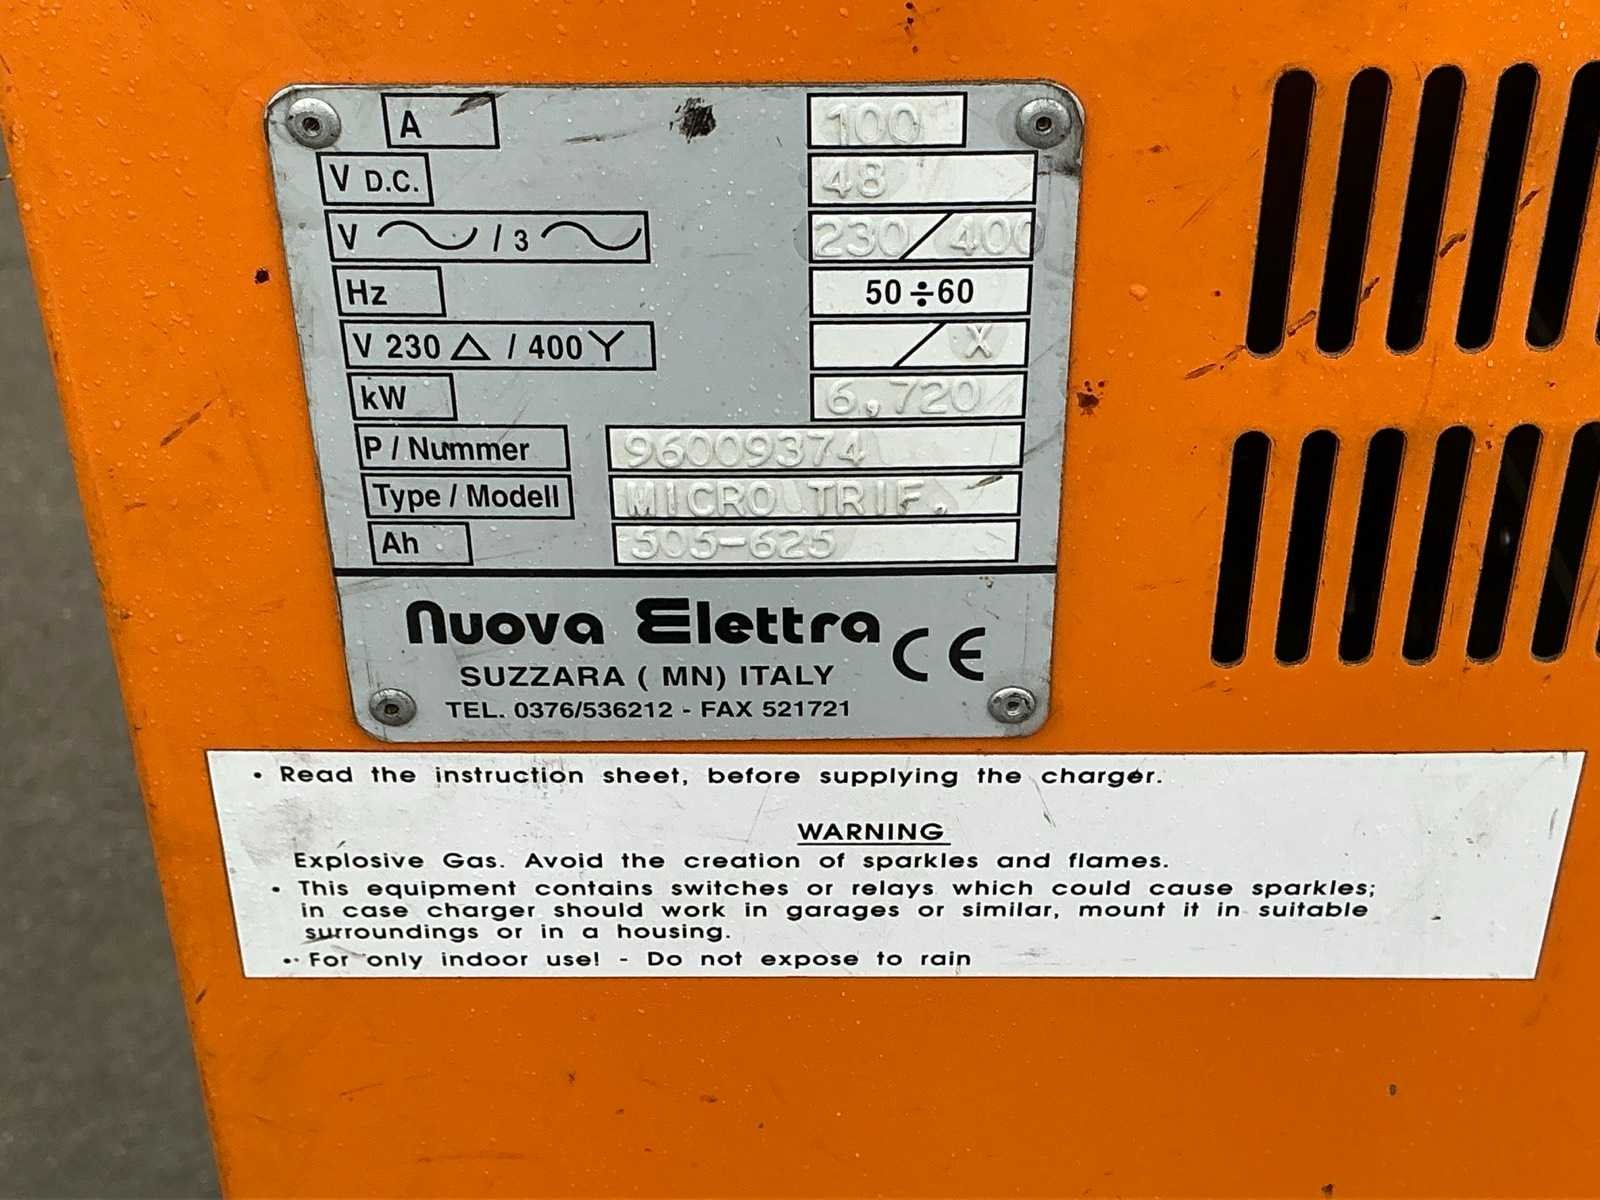 A 100
V D.C. 48
V / 3 230/400
Hz 50÷60
V 230 △ / 400 Y / X
kW 6,720
P / Nummer 96009374
Type / Modell MICRO TRIF.
Ah 505-625
Nuova Elettra CE
SUZZARA ( MN) ITALY
TEL. 0376/536212 - FAX 521721
• Read the instruction sheet, before supplying the charger.
WARNING
Explosive Gas. Avoid the creation of sparkles and flames.
• This equipment contains switches or relays which could cause sparkles;
in case charger should work in garages or similar, mount it in suitable
surroundings or in a housing.
• For only indoor use! - Do not expose to rain